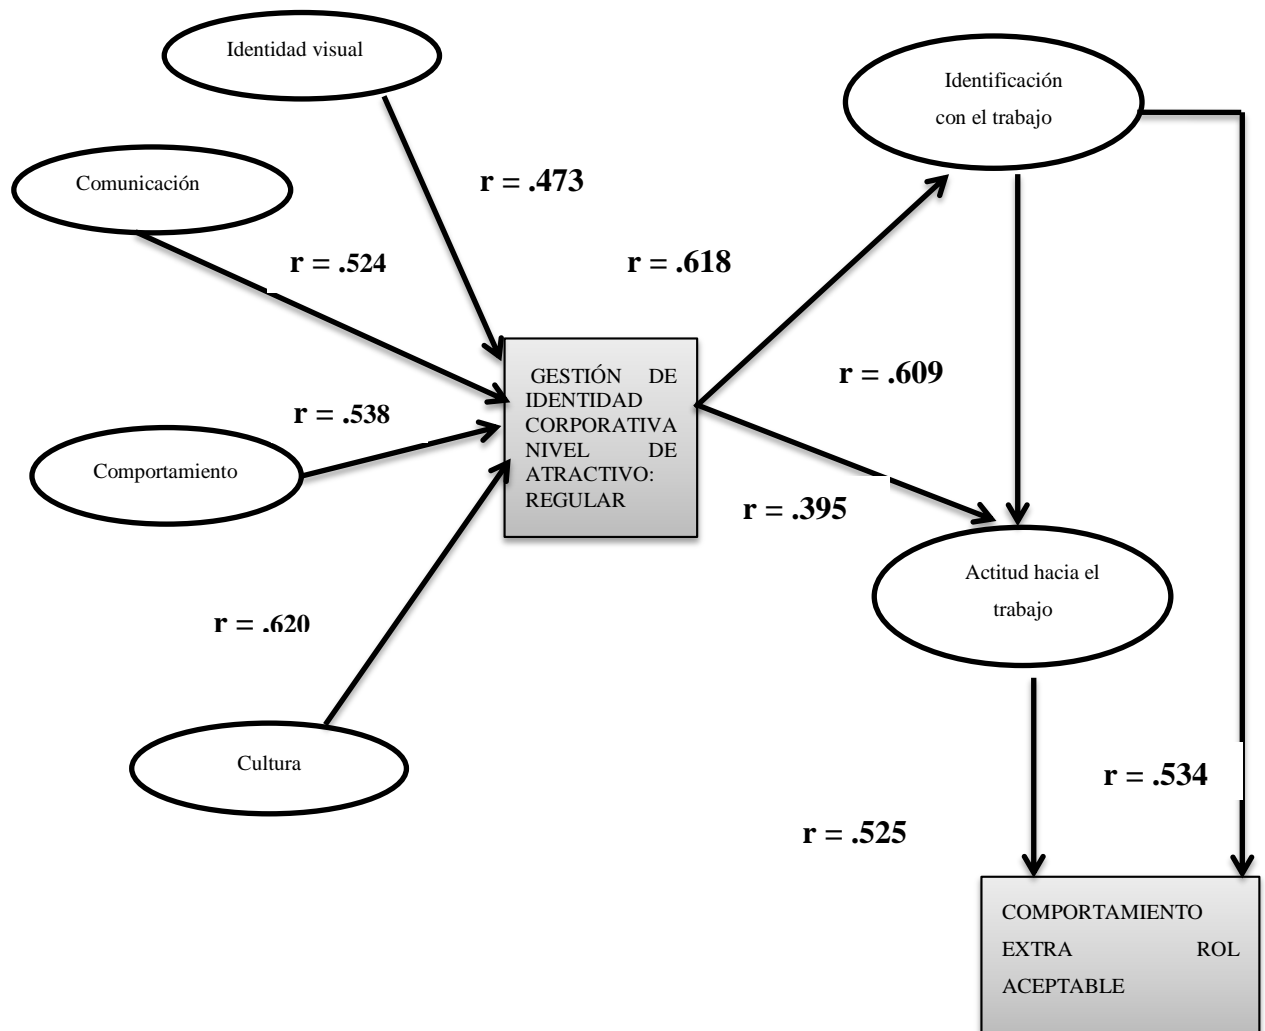 Identidad visual
Comunicación
r = .473
r = .524
Comportamiento
r = .538
Cultura
r = .620
GESTIÓN DE
IDENTIDAD
CORPORATIVA
NIVEL DE
ATRACTIVO:
REGULAR
Identificación
con el trabajo
r = .618
r = .609
r = .395
Actitud hacia el
trabajo
r = .534
r = .525
COMPORTAMIENTO
EXTRA ROL
ACEPTABLE